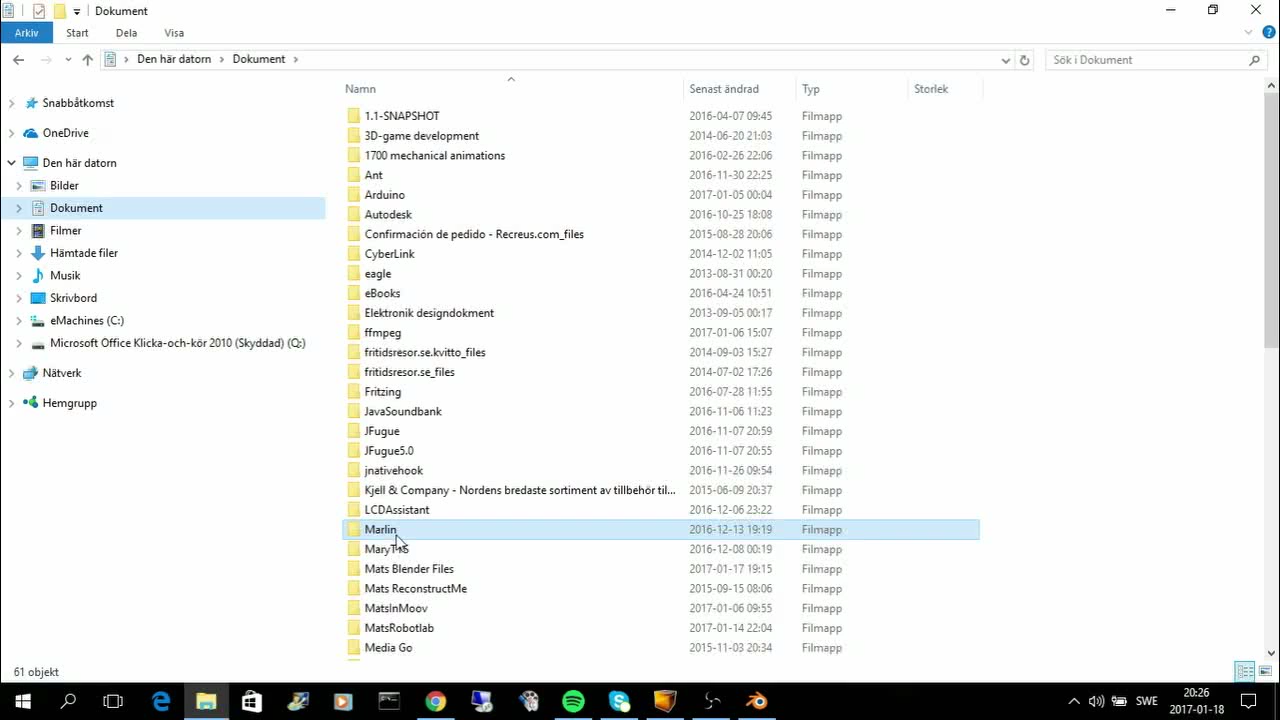 Dokument
Arkiv Start Dela Visa
Den här datorn Dokument Sök i Dokument
Namn Senast ändrad Typ Storlek
Snabbåtkomst
OneDrive
Den här datorn
Bilder
Dokument
Filmer
Hämtade filer
Musik
Skrivbord
eMachines (C:)
Microsoft Office Klicka-och-kör 2010 (Skyddad) (Q:)
Nätverk
Hemgrupp
1.1-SNAPSHOT 2016-04-07 09:45 Filmapp
3D-game development 2014-06-20 21:03 Filmapp
1700 mechanical animations 2016-02-26 22:06 Filmapp
Ant 2016-11-30 22:25 Filmapp
Arduino 2017-01-05 00:04 Filmapp
Autodesk 2016-10-25 18:08 Filmapp
Confirmación de pedido - Recreus.com_files 2015-08-28 20:06 Filmapp
CyberLink 2014-12-02 11:05 Filmapp
eagle 2013-08-31 00:20 Filmapp
eBooks 2016-04-24 10:51 Filmapp
Elektronik designdokment 2013-09-05 00:17 Filmapp
ffmpeg 2017-01-06 15:07 Filmapp
fritidsresor.se.kvitto_files 2014-09-03 15:27 Filmapp
fritidsresor.se_files 2014-07-02 17:26 Filmapp
Fritzing 2016-07-28 11:55 Filmapp
JavaSoundbank 2016-11-06 11:23 Filmapp
JFugue 2016-11-07 20:59 Filmapp
JFugue5.0 2016-11-07 20:55 Filmapp
jnativehook 2016-11-26 09:54 Filmapp
Kjell & Company - Nordens bredaste sortiment av tillbehör til... 2015-06-09 20:37 Filmapp
LCDAssistant 2016-12-06 23:22 Filmapp
Marlin 2016-12-13 19:19 Filmapp
2016-12-08 00:19 Filmapp
Mats Blender Files 2017-01-17 19:15 Filmapp
Mats ReconstructMe 2015-09-15 08:06 Filmapp
MatsInMoov 2017-01-06 09:55 Filmapp
MatsRobotlab 2017-01-14 22:04 Filmapp
Media Go 2015-11-03 20:34 Filmapp
61 objekt
SWE
20:26
2017-01-18